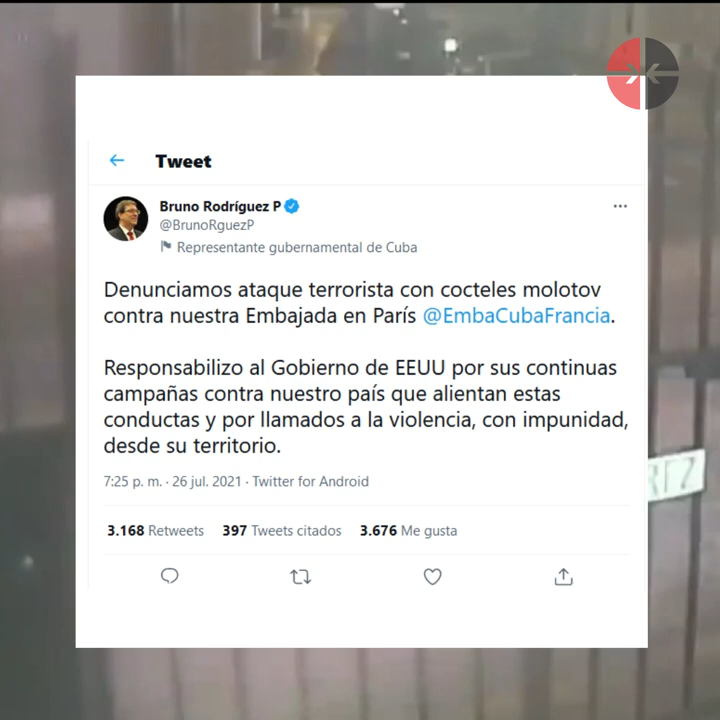 Tweet
Bruno Rodríguez P
@BrunoRguezP
Representante gubernamental de Cuba
Denunciamos ataque terrorista con cocteles molotov
contra nuestra Embajada en París @EmbaCubaFrancia.
Responsabilizo al Gobierno de EEUU por sus continuas
campañas contra nuestro país que alientan estas
conductas y por llamados a la violencia, con impunidad,
desde su territorio.
7:25 p. m. · 26 jul. 2021 · Twitter for Android
3.168 Retweets 397 Tweets citados 3.676 Me gusta